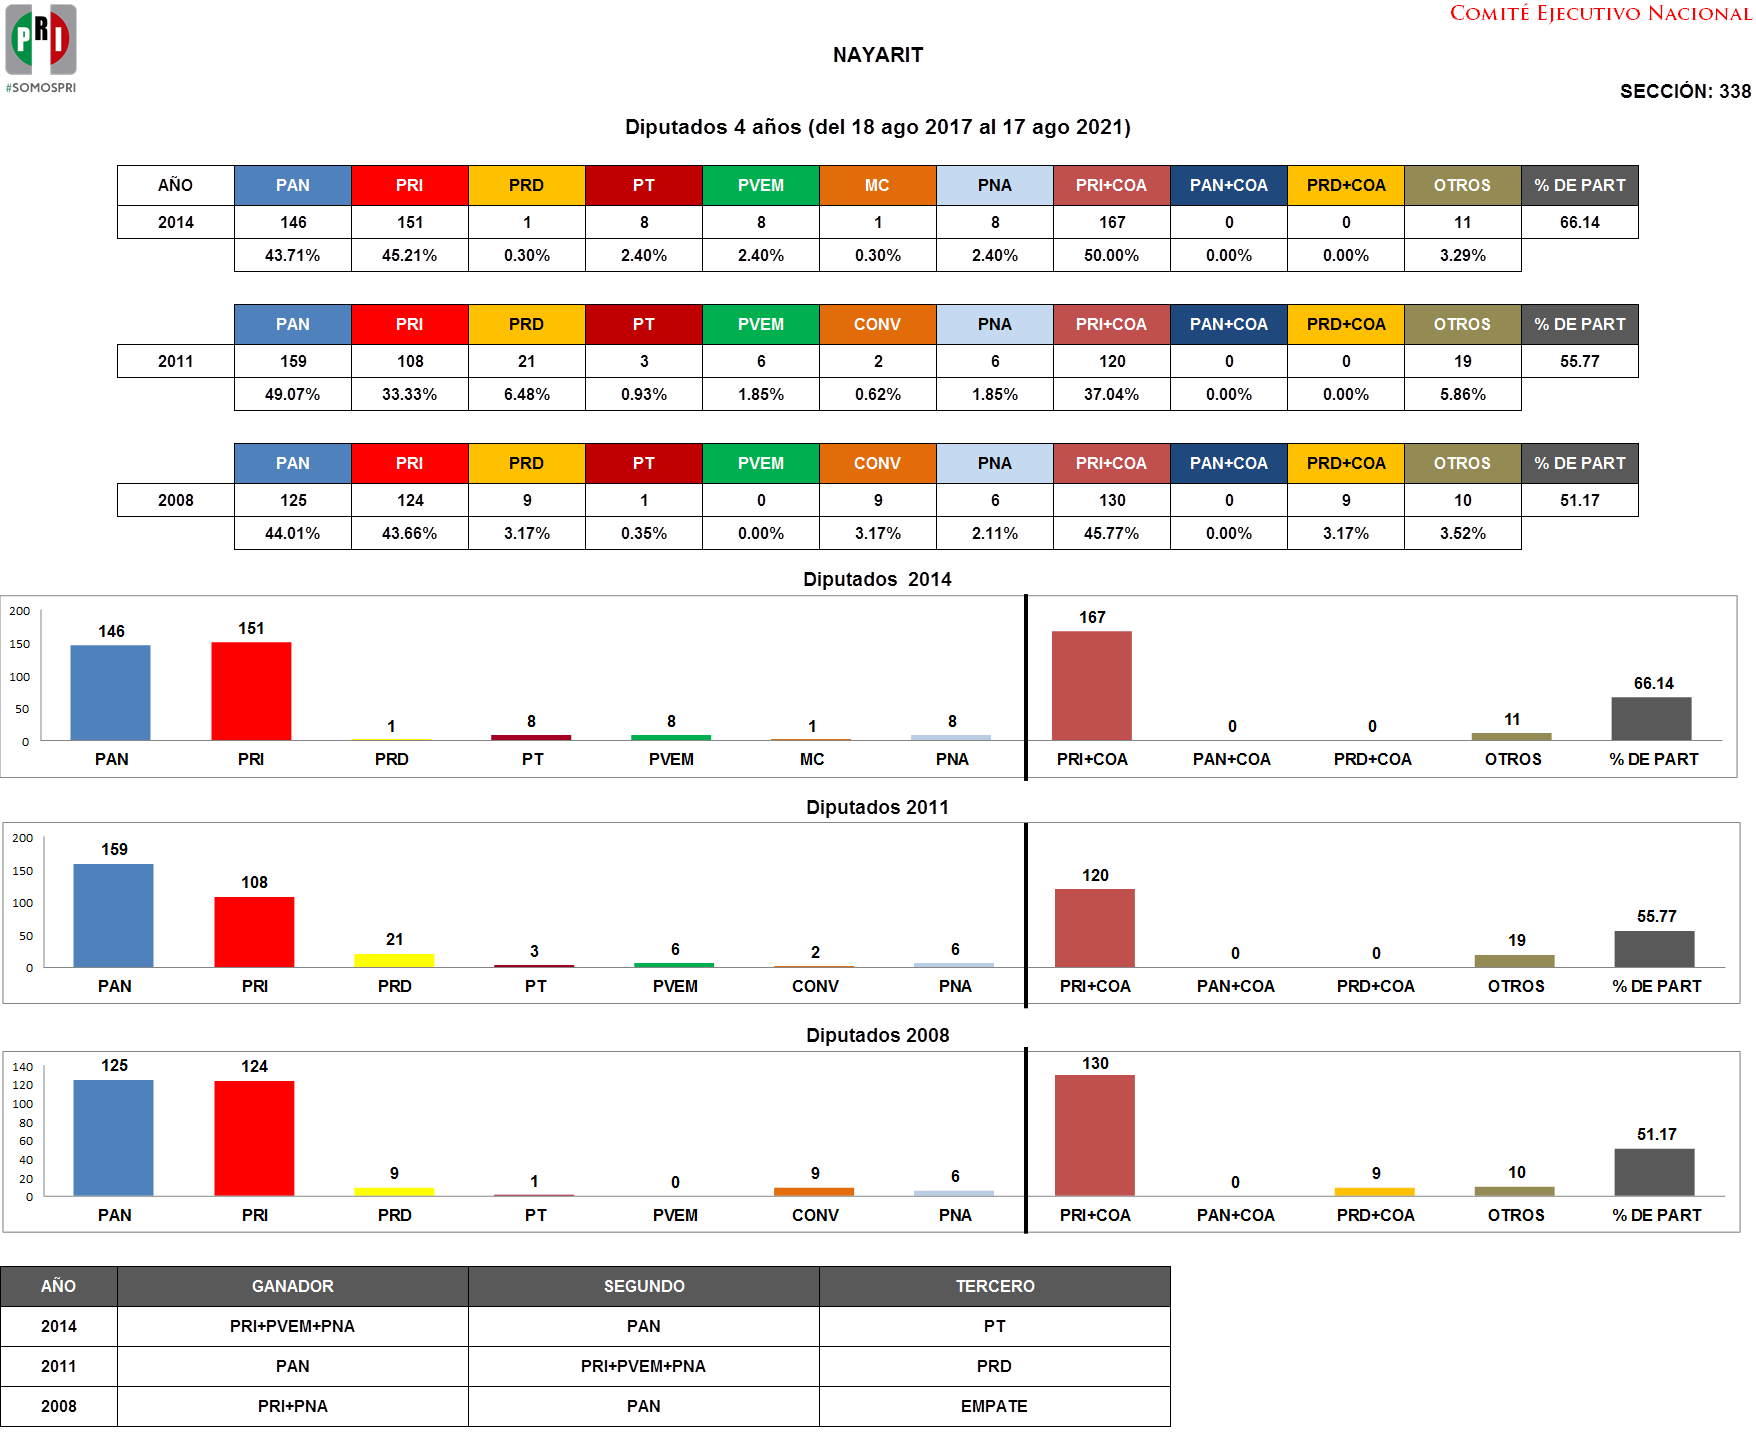 PRI
#SOMOSPRI
COMITÉ EJECUTIVO NACIONAL
NAYARIT
SECCIÓN: 338
Diputados 4 años (del 18 ago 2017 al 17 ago 2021)
AÑO PAN PRI PRD PT PVEM MC PNA PRI+COA PAN+COA PRD+COA OTROS % DE PART
2014 146 151 1 8 8 1 8 167 0 0 11 66.14
43.71% 45.21% 0.30% 2.40% 2.40% 0.30% 2.40% 50.00% 0.00% 0.00% 3.29%
PAN PRI PRD PT PVEM CONV PNA PRI+COA PAN+COA PRD+COA OTROS % DE PART
2011 159 108 21 3 6 2 6 120 0 0 19 55.77
49.07% 33.33% 6.48% 0.93% 1.85% 0.62% 1.85% 37.04% 0.00% 0.00% 5.86%
PAN PRI PRD PT PVEM CONV PNA PRI+COA PAN+COA PRD+COA OTROS % DE PART
2008 125 124 9 1 0 9 6 130 0 9 10 51.17
44.01% 43.66% 3.17% 0.35% 0.00% 3.17% 2.11% 45.77% 0.00% 3.17% 3.52%
Diputados  2014
200
150
100
50
0
146 151 1 8 8 1 8 167 0 0 11 66.14
PAN PRI PRD PT PVEM MC PNA PRI+COA PAN+COA PRD+COA OTROS % DE PART
Diputados 2011
200
150
100
50
0
159 108 21 3 6 2 6 120 0 0 19 55.77
PAN PRI PRD PT PVEM CONV PNA PRI+COA PAN+COA PRD+COA OTROS % DE PART
Diputados 2008
140
120
100
80
60
40
20
0
125 124 9 1 0 9 6 130 0 9 10 51.17
PAN PRI PRD PT PVEM CONV PNA PRI+COA PAN+COA PRD+COA OTROS % DE PART
AÑO GANADOR SEGUNDO TERCERO
2014 PRI+PVEM+PNA PAN PT
2011 PAN PRI+PVEM+PNA PRD
2008 PRI+PNA PAN EMPATE